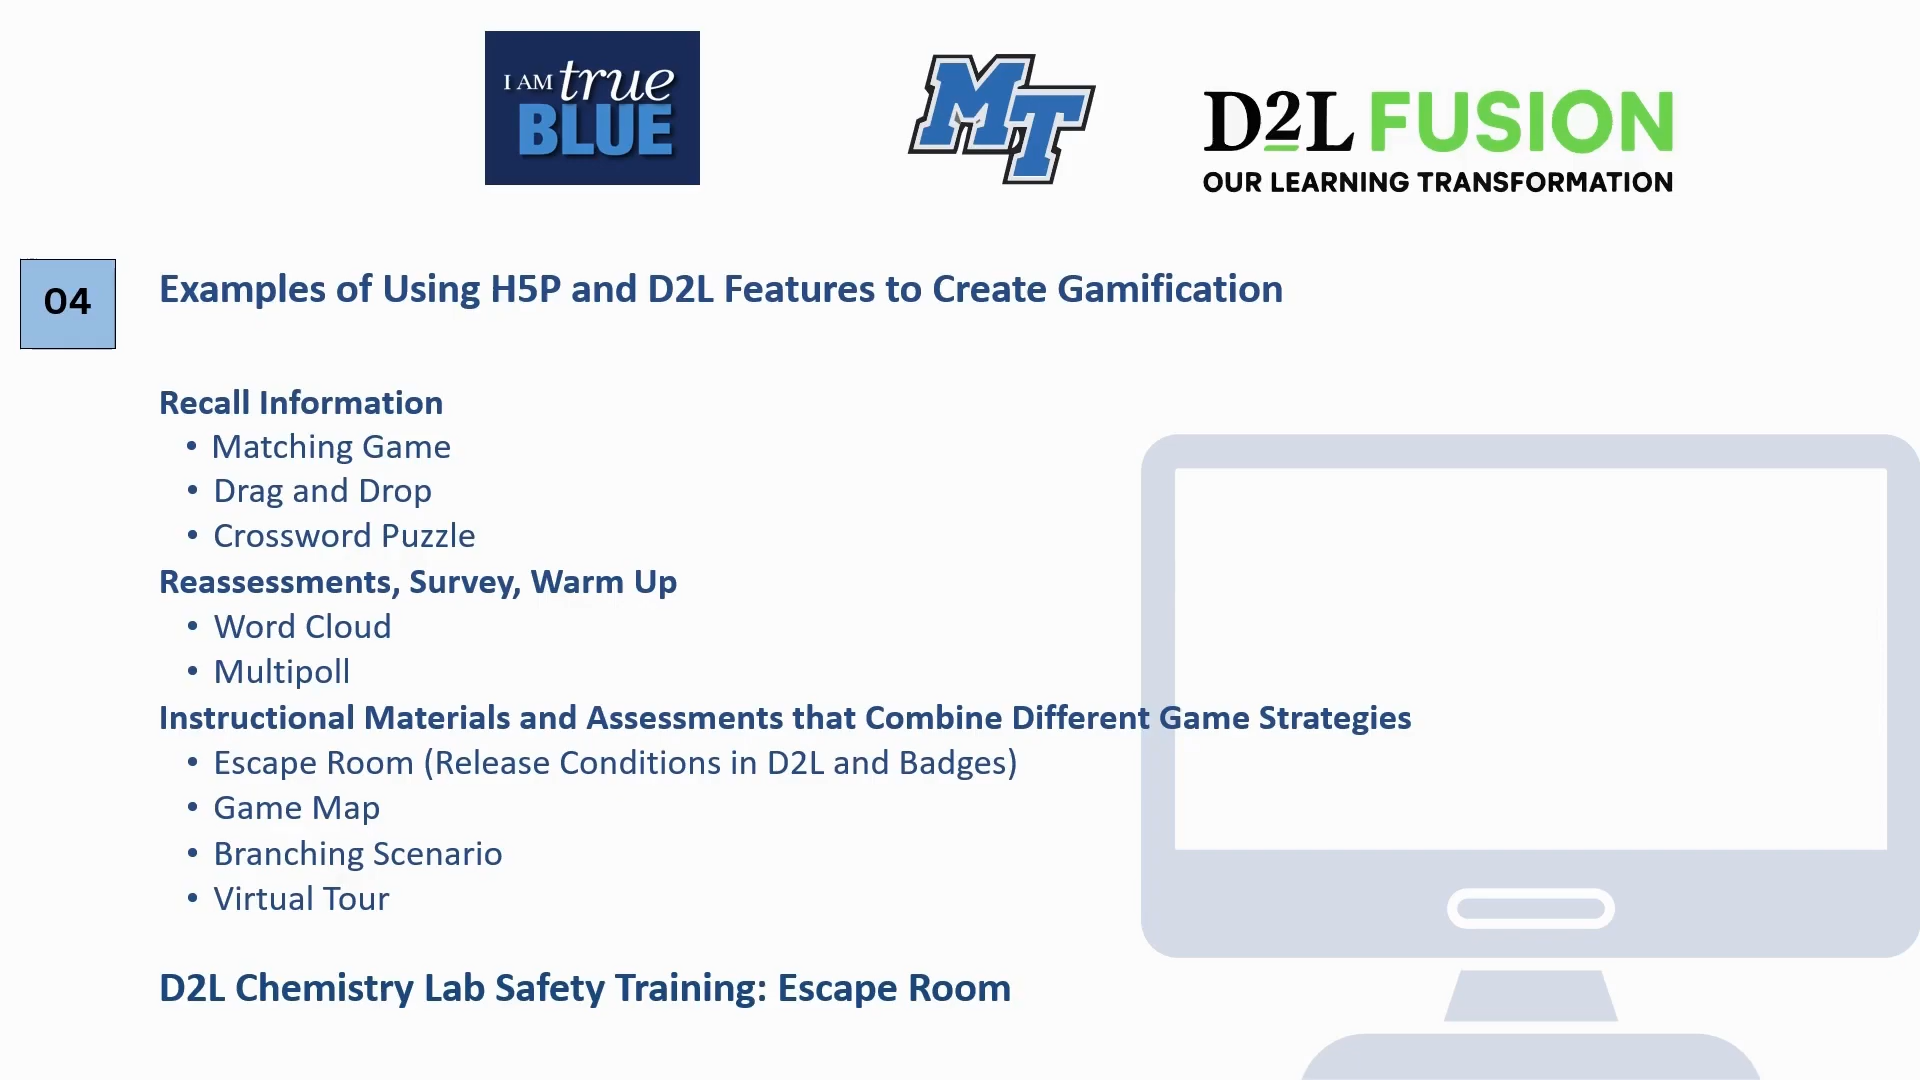 I AM true
BLUE
MT
D2L FUSION
OUR LEARNING TRANSFORMATION
04
Examples of Using H5P and D2L Features to Create Gamification
Recall Information
• Matching Game
• Drag and Drop
• Crossword Puzzle
Reassessments, Survey, Warm Up
• Word Cloud
• Multipoll
Instructional Materials and Assessments that Combine Different Game Strategies
• Escape Room (Release Conditions in D2L and Badges)
• Game Map
• Branching Scenario
• Virtual Tour
D2L Chemistry Lab Safety Training: Escape Room